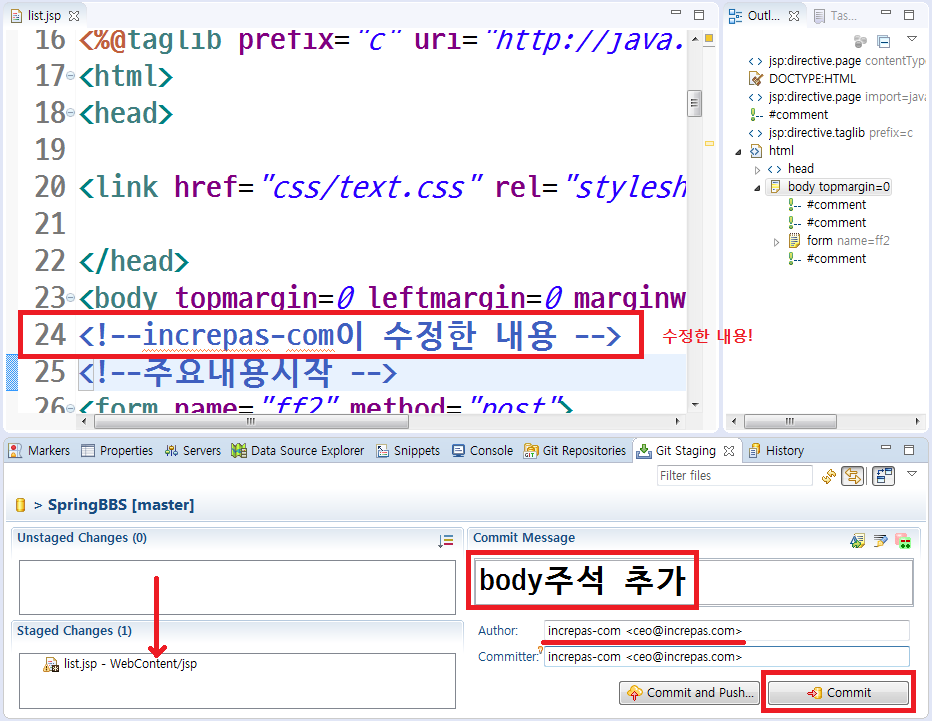 list.jsp
16 <%@taglib prefix="c" uri="http://java.
17 <html>
18 <head>
19
20 <link href="css/text.css" rel="stylesh
21
22 </head>
23 <body topmargin=0 leftmargin=0 marginw
24 <!--increpas-com이 수정한 내용 -->
수정한 내용!
25 <!--주요내용시작 -->
26 <form name="ff2" method="post">
Outl... Tas...
jsp:directive.page contentType
DOCTYPE:HTML
jsp:directive.page import=java
#comment
jsp:directive.taglib prefix=c
html
head
body topmargin=0
#comment
#comment
form name=ff2
#comment
Markers Properties Servers Data Source Explorer Snippets Console Git Repositories Git Staging History
Filter files
> SpringBBS [master]
Unstaged Changes (0)
Staged Changes (1)
list.jsp - WebContent/jsp
Commit Message
body주석 추가
Author: increpas-com <ceo@increpas.com>
Committer: increpas-com <ceo@increpas.com>
Commit and Push... Commit